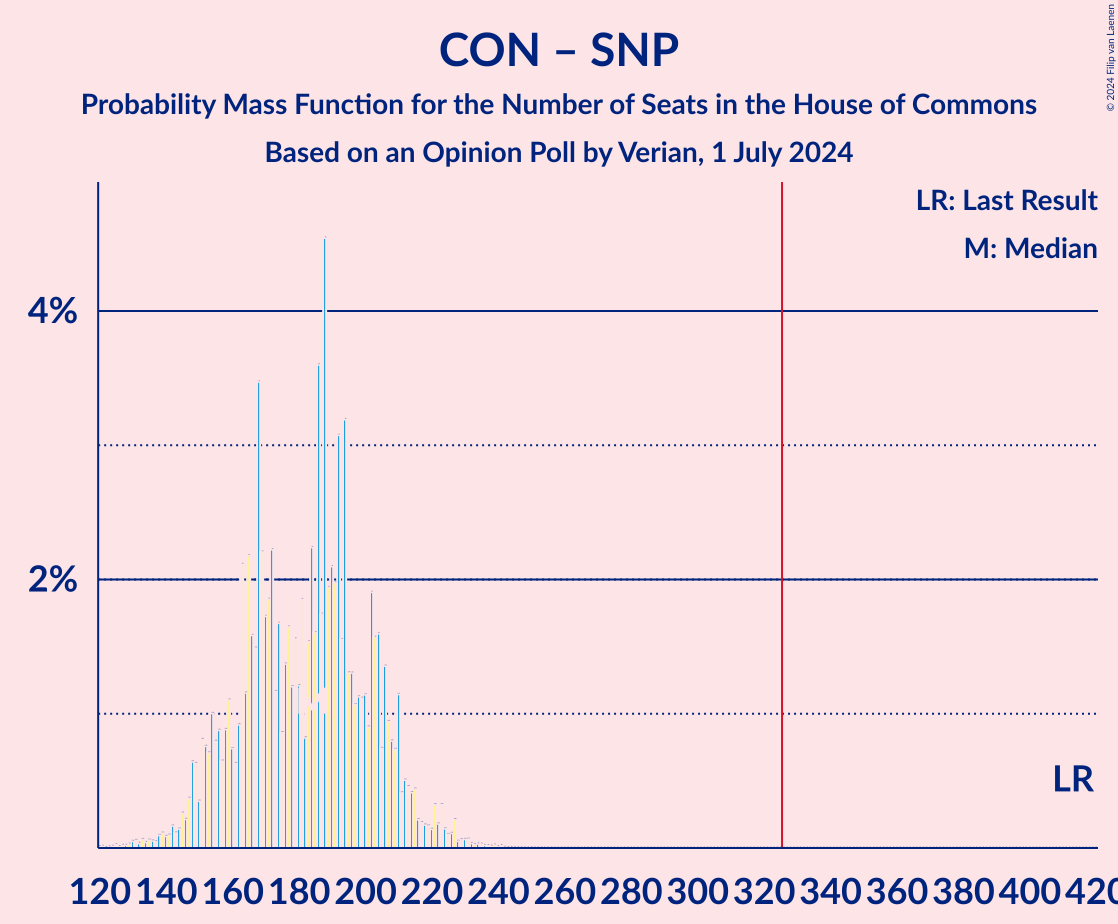 CON – SNP
Probability Mass Function for the Number of Seats in the House of Commons
Based on an Opinion Poll by Verian, 1 July 2024
© 2024 Filip van Laenen
LR: Last Result
M: Median
4%
2%
LR
120 140 160 180 200 220 240 260 280 300 320 340 360 380 400 420